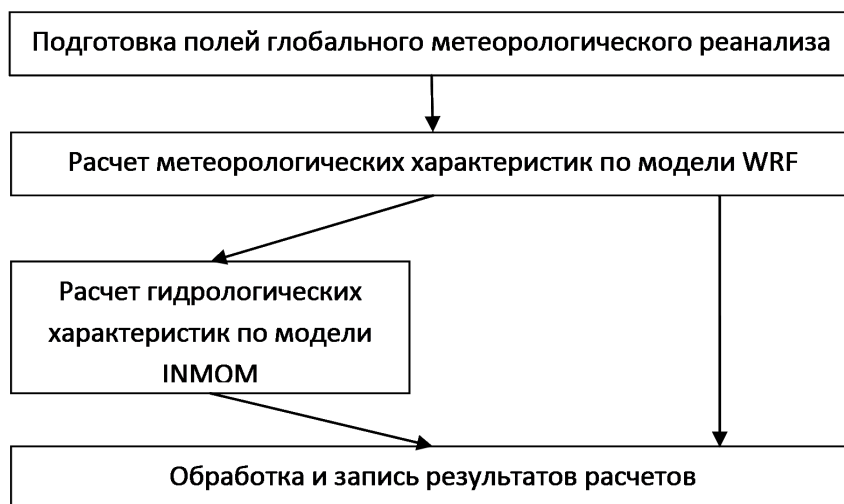 Подготовка полей глобального метеорологического реанализа
Расчет метеорологических характеристик по модели WRF
Расчет гидрологических
характеристик по модели
INMOM
Обработка и запись результатов расчетов